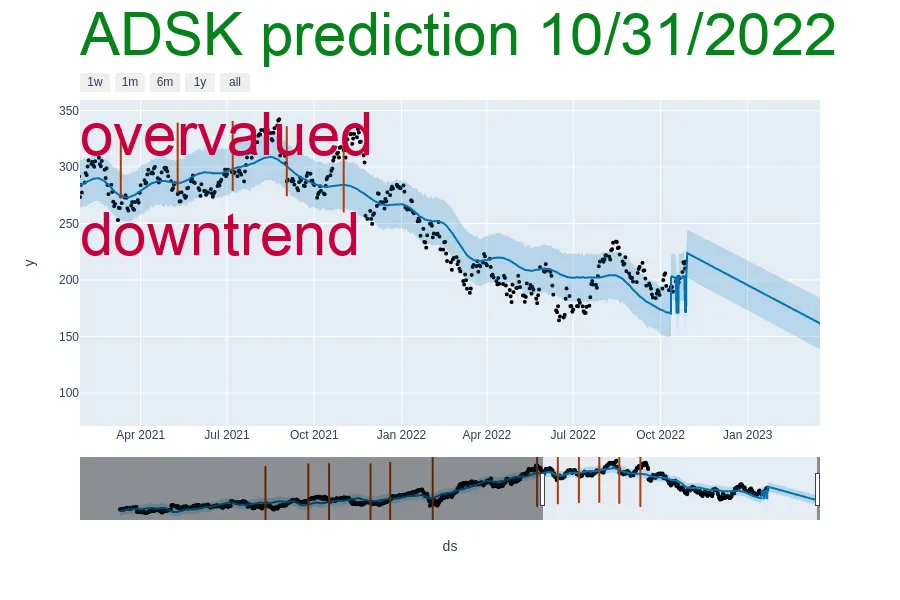 ADSK prediction 10/31/2022
1w 1m 6m 1y all
350
overvalued
300
250
downtrend
y
200
150
100
Apr 2021 Jul 2021 Oct 2021 Jan 2022 Apr 2022 Jul 2022 Oct 2022 Jan 2023
ds